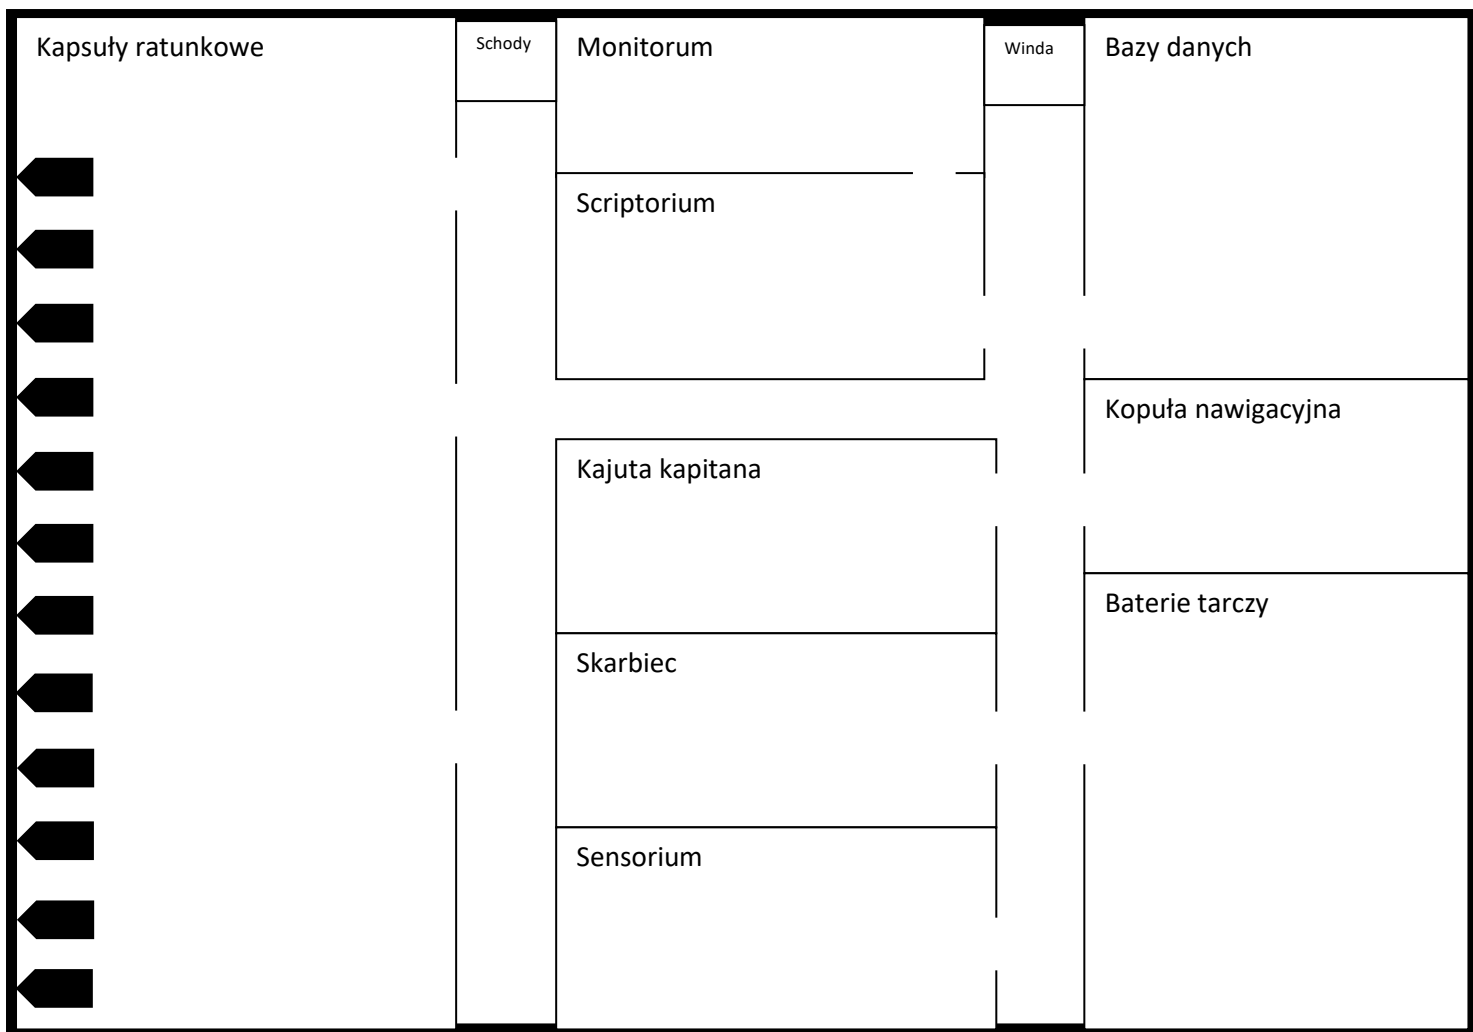 Kapsuły ratunkowe
Schody
Monitorum
Winda
Bazy danych
Scriptorium
Kopuła nawigacyjna
Kajuta kapitana
Baterie tarczy
Skarbiec
Sensorium